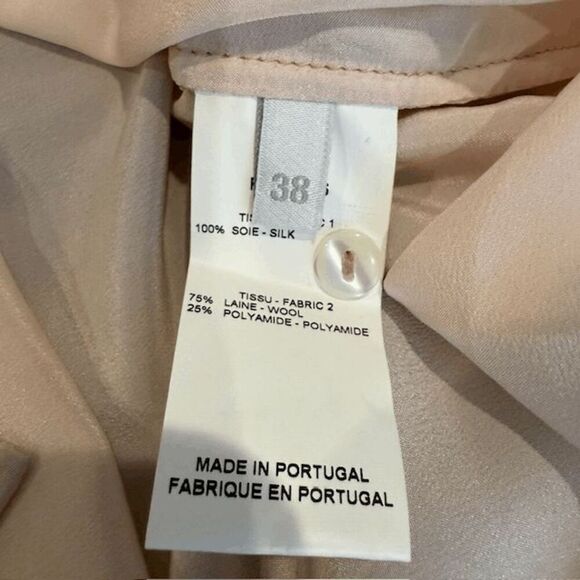 38
100% SOIE - SILK
TISSU - FABRIC 2
75% LAINE - WOOL
25% POLYAMIDE - POLYAMIDE
MADE IN PORTUGAL
FABRIQUE EN PORTUGAL